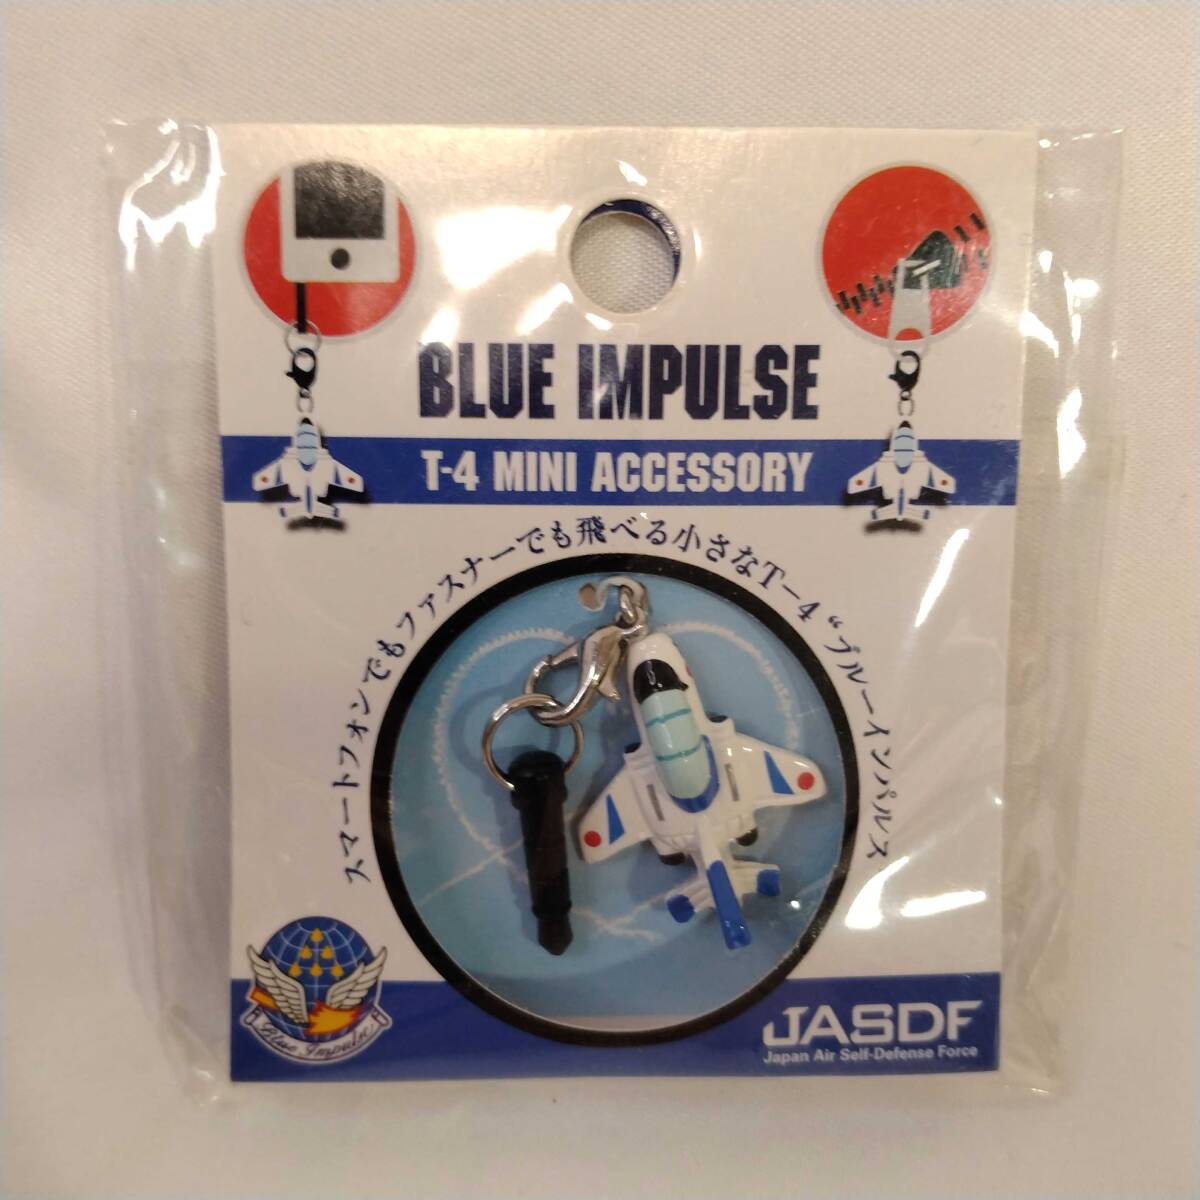 BLUE IMPULSE
T-4 MINI ACCESSORY
スマートフォンでもファスナーでも飛べる小さなT-4 “ブルーインパルス
Blue Impulse
JASDF
Japan Air Self-Defense Force